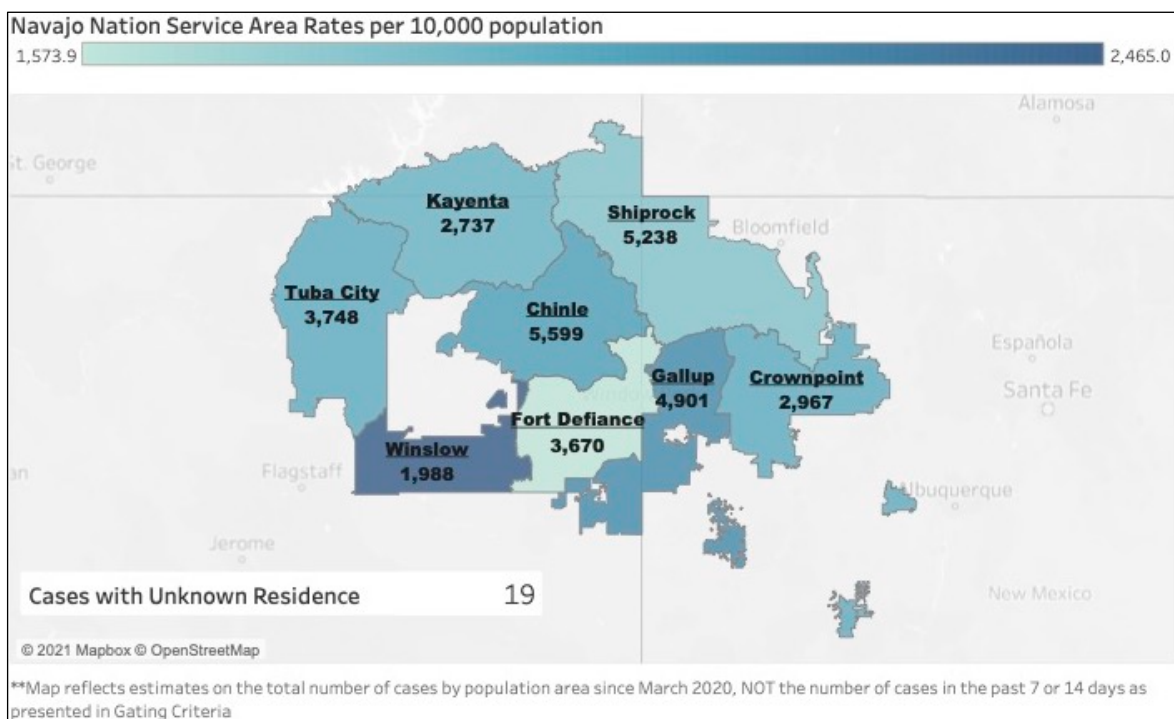 Navajo Nation Service Area Rates per 10,000 population
1,573.9
2,465.0
Alamosa
St. George
Kayenta
2,737
Shiprock
5,238
Bloomfield
Tuba City
3,748
Chinle
5,599
Española
Gallup
4,901
Crownpoint
2,967
Santa Fe
Fort Defiance
3,670
Winslow
1,988
Flagstaff
Albuquerque
Jerome
Cases with Unknown Residence 19
New Mexico
© 2021 Mapbox © OpenStreetMap
**Map reflects estimates on the total number of cases by population area since March 2020, NOT the number of cases in the past 7 or 14 days as
presented in Gating Criteria